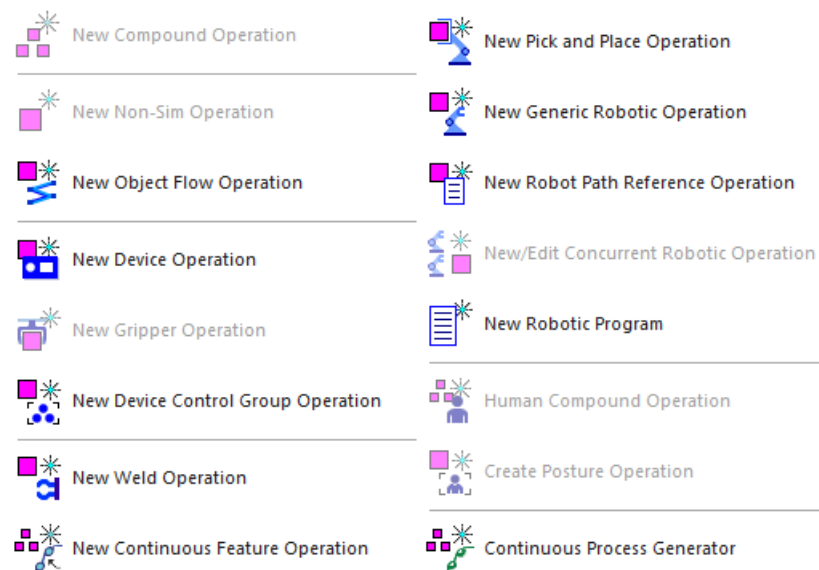 New Compound Operation
New Non-Sim Operation
New Object Flow Operation
New Device Operation
New Gripper Operation
New Device Control Group Operation
New Weld Operation
New Continuous Feature Operation
New Pick and Place Operation
New Generic Robotic Operation
New Robot Path Reference Operation
New/Edit Concurrent Robotic Operation
New Robotic Program
Human Compound Operation
Create Posture Operation
Continuous Process Generator